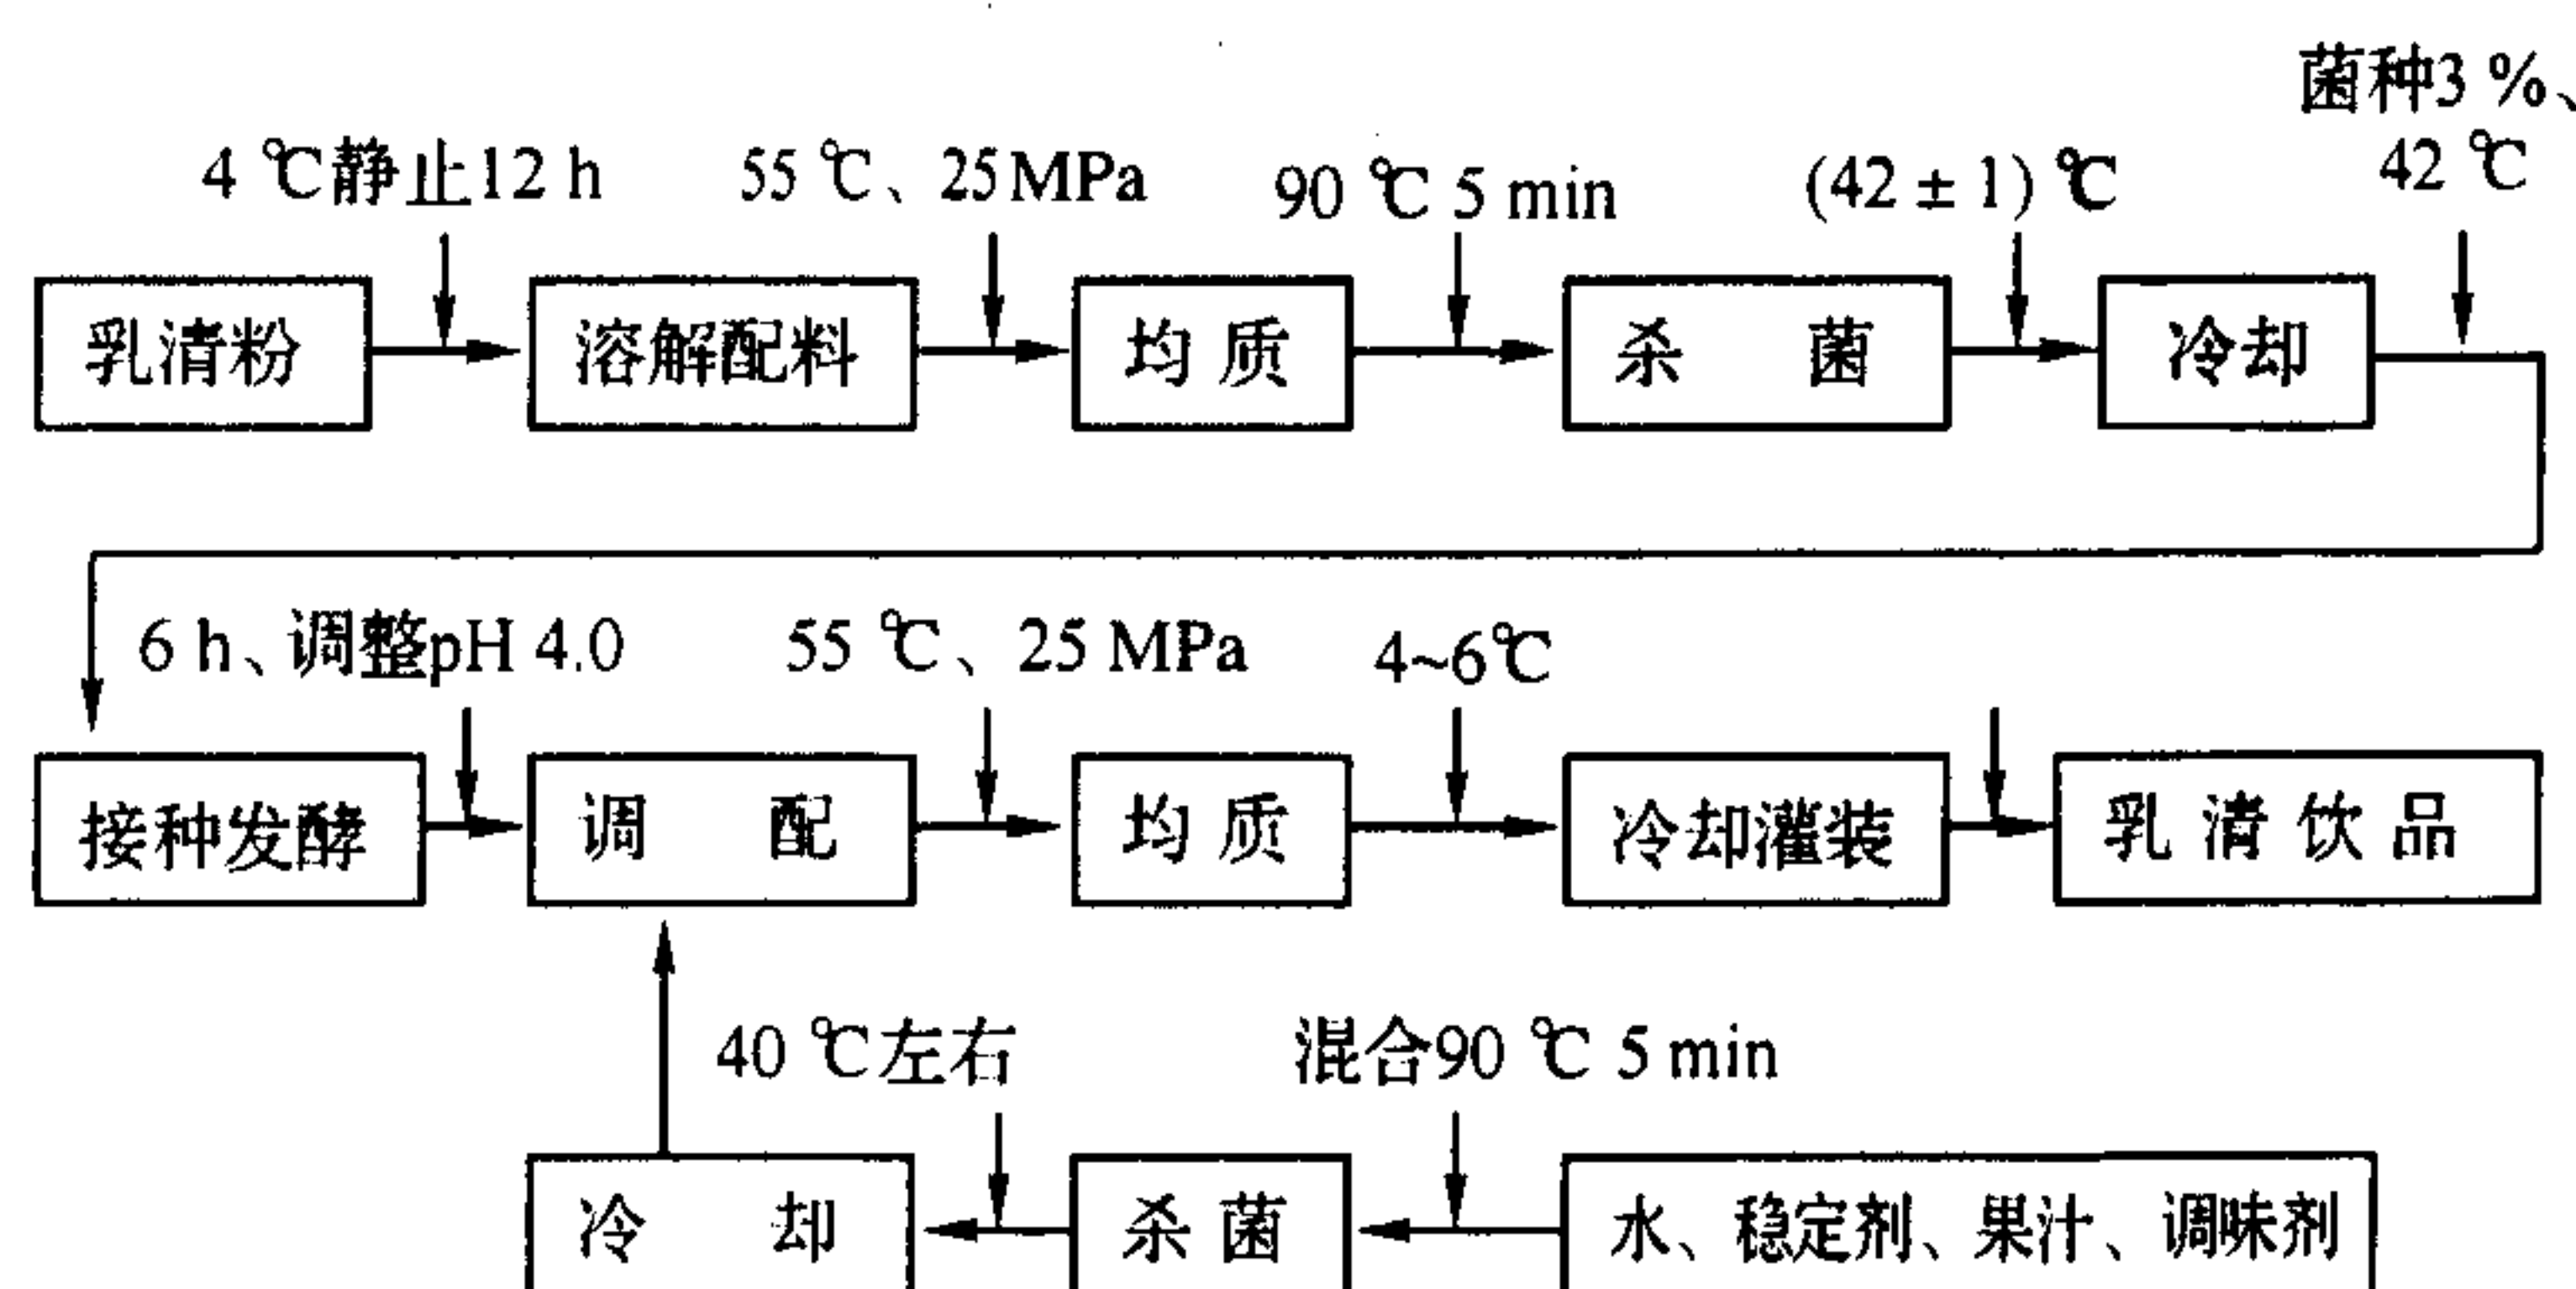 菌种3 %、
4 ℃静止12 h 55 ℃、25MPa 90 ℃ 5 min (42 ± 1) ℃ 42 ℃
乳清粉 溶解配料 均 质 杀 菌 冷却
6 h、调整pH 4.0 55 ℃、25 MPa 4~6℃
接种发酵 调 配 均 质 冷却灌装 乳 清 饮 品
40 ℃左右 混合90 ℃ 5 min
冷 却 杀 菌 水、稳定剂、果汁、调味剂